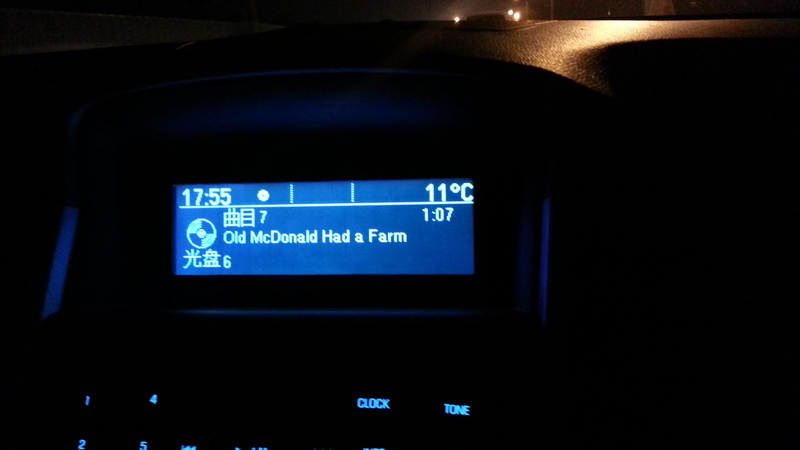 17:55 11°C
曲目 7 1:07
Old McDonald Had a Farm
光盘 6
1 4 CLOCK TONE
2 5